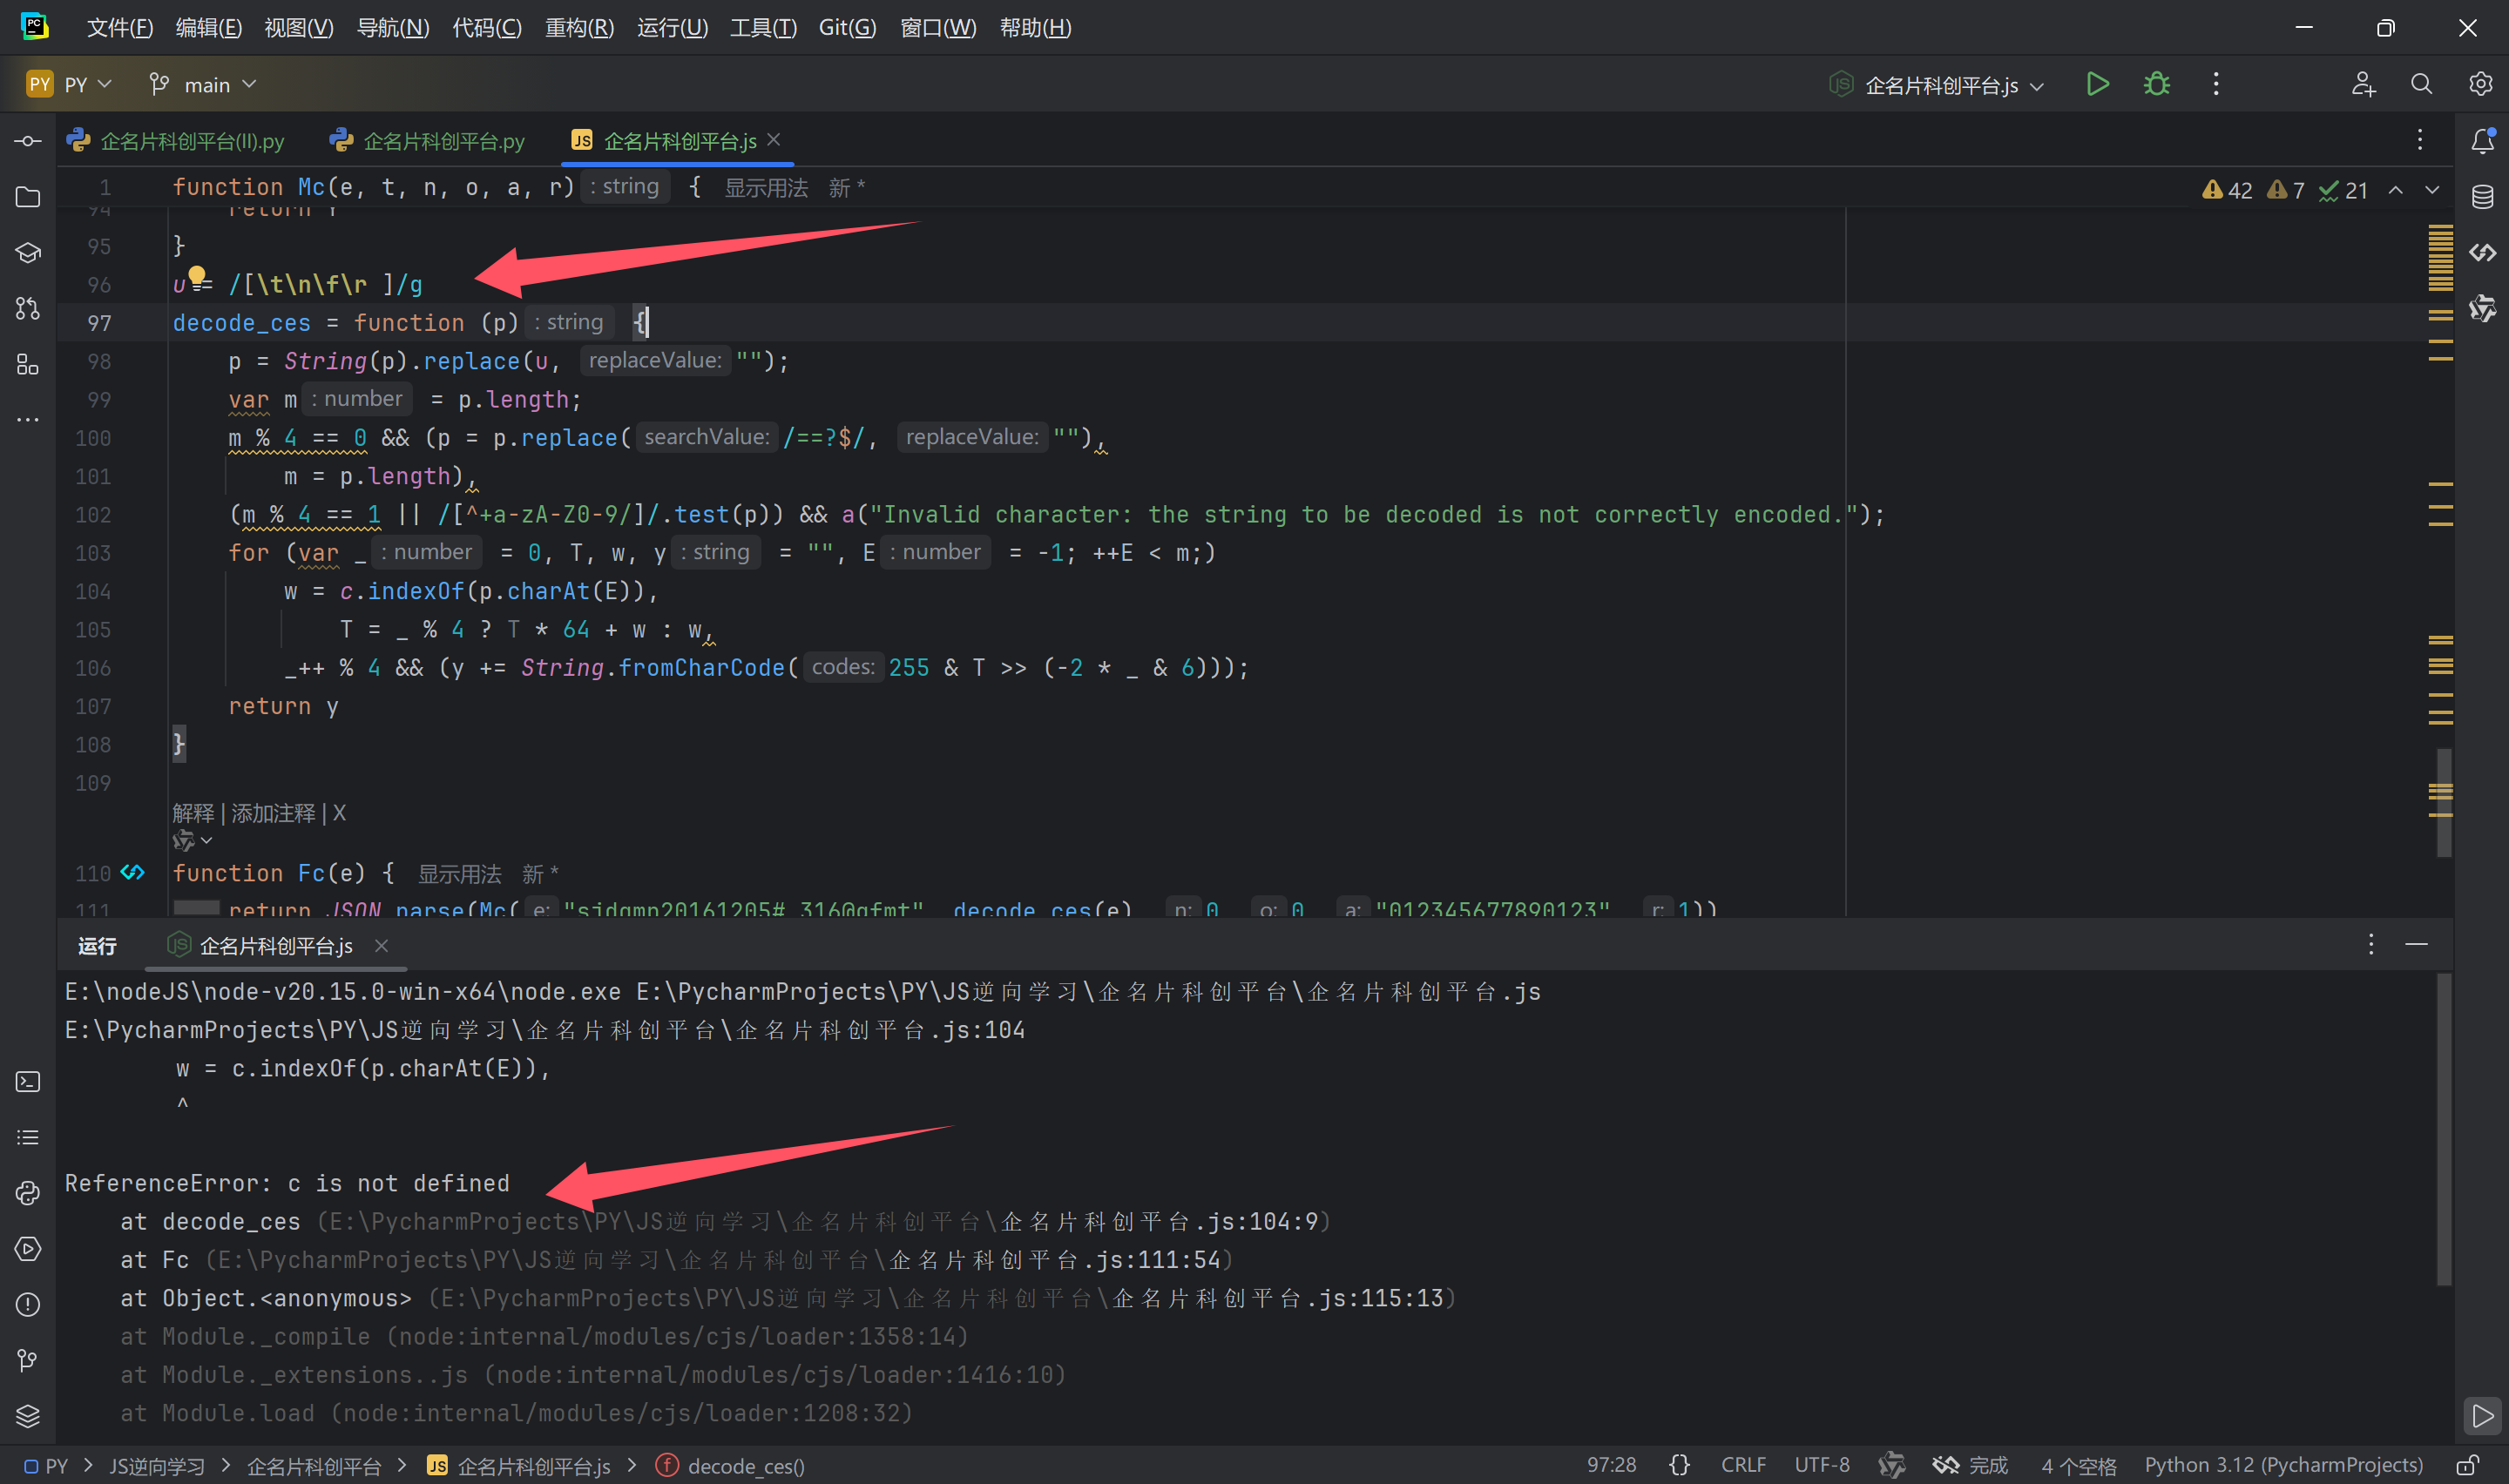 文件(F) 编辑(E) 视图(V) 导航(N) 代码(C) 重构(R) 运行(U) 工具(T) Git(G) 窗口(W) 帮助(H)
PY PY main 企名片科创平台.js
企名片科创平台(II).py 企名片科创平台.py JS 企名片科创平台.js
1 function Mc(e, t, n, o, a, r) : string { 显示用法 新 * 42 7 21
94 return Y
95 }
96 u = /[\t\n\f\r ]/g
97 decode_ces = function (p) : string {
98 p = String(p).replace(u, replaceValue: "");
99 var m : number = p.length;
100 m % 4 == 0 && (p = p.replace( searchValue: /==?$/, replaceValue: ""),
101 m = p.length),
102 (m % 4 == 1 || /[^+a-zA-Z0-9/]/.test(p)) && a("Invalid character: the string to be decoded is not correctly encoded.");
103 for (var _ : number = 0, T, w, y : string = "", E : number = -1; ++E < m;)
104 w = c.indexOf(p.charAt(E)),
105 T = _ % 4 ? T * 64 + w : w,
106 _++ % 4 && (y += String.fromCharCode( codes: 255 & T >> (-2 * _ & 6)));
107 return y
108 }
109
解释 | 添加注释 | X
110 function Fc(e) { 显示用法 新 *
111 return JSON.parse(Mc( e: "sjdqmp20161205#_316@gfmt", decode_ces(e), n: 0, o: 0, a: "012345677890123", r: 1))
运行 企名片科创平台.js
E:\nodeJS\node-v20.15.0-win-x64\node.exe E:\PycharmProjects\PY\JS逆向学习\企名片科创平台\企名片科创平台.js
E:\PycharmProjects\PY\JS逆向学习\企名片科创平台\企名片科创平台.js:104
w = c.indexOf(p.charAt(E)),
^
ReferenceError: c is not defined
at decode_ces (E:\PycharmProjects\PY\JS逆向学习\企名片科创平台\企名片科创平台.js:104:9)
at Fc (E:\PycharmProjects\PY\JS逆向学习\企名片科创平台\企名片科创平台.js:111:54)
at Object.<anonymous> (E:\PycharmProjects\PY\JS逆向学习\企名片科创平台\企名片科创平台.js:115:13)
at Module._compile (node:internal/modules/cjs/loader:1358:14)
at Module._extensions..js (node:internal/modules/cjs/loader:1416:10)
at Module.load (node:internal/modules/cjs/loader:1208:32)
PY > JS逆向学习 > 企名片科创平台 > JS 企名片科创平台.js > f decode_ces() 97:28 {} CRLF UTF-8 完成 4 个空格 Python 3.12 (PycharmProjects)